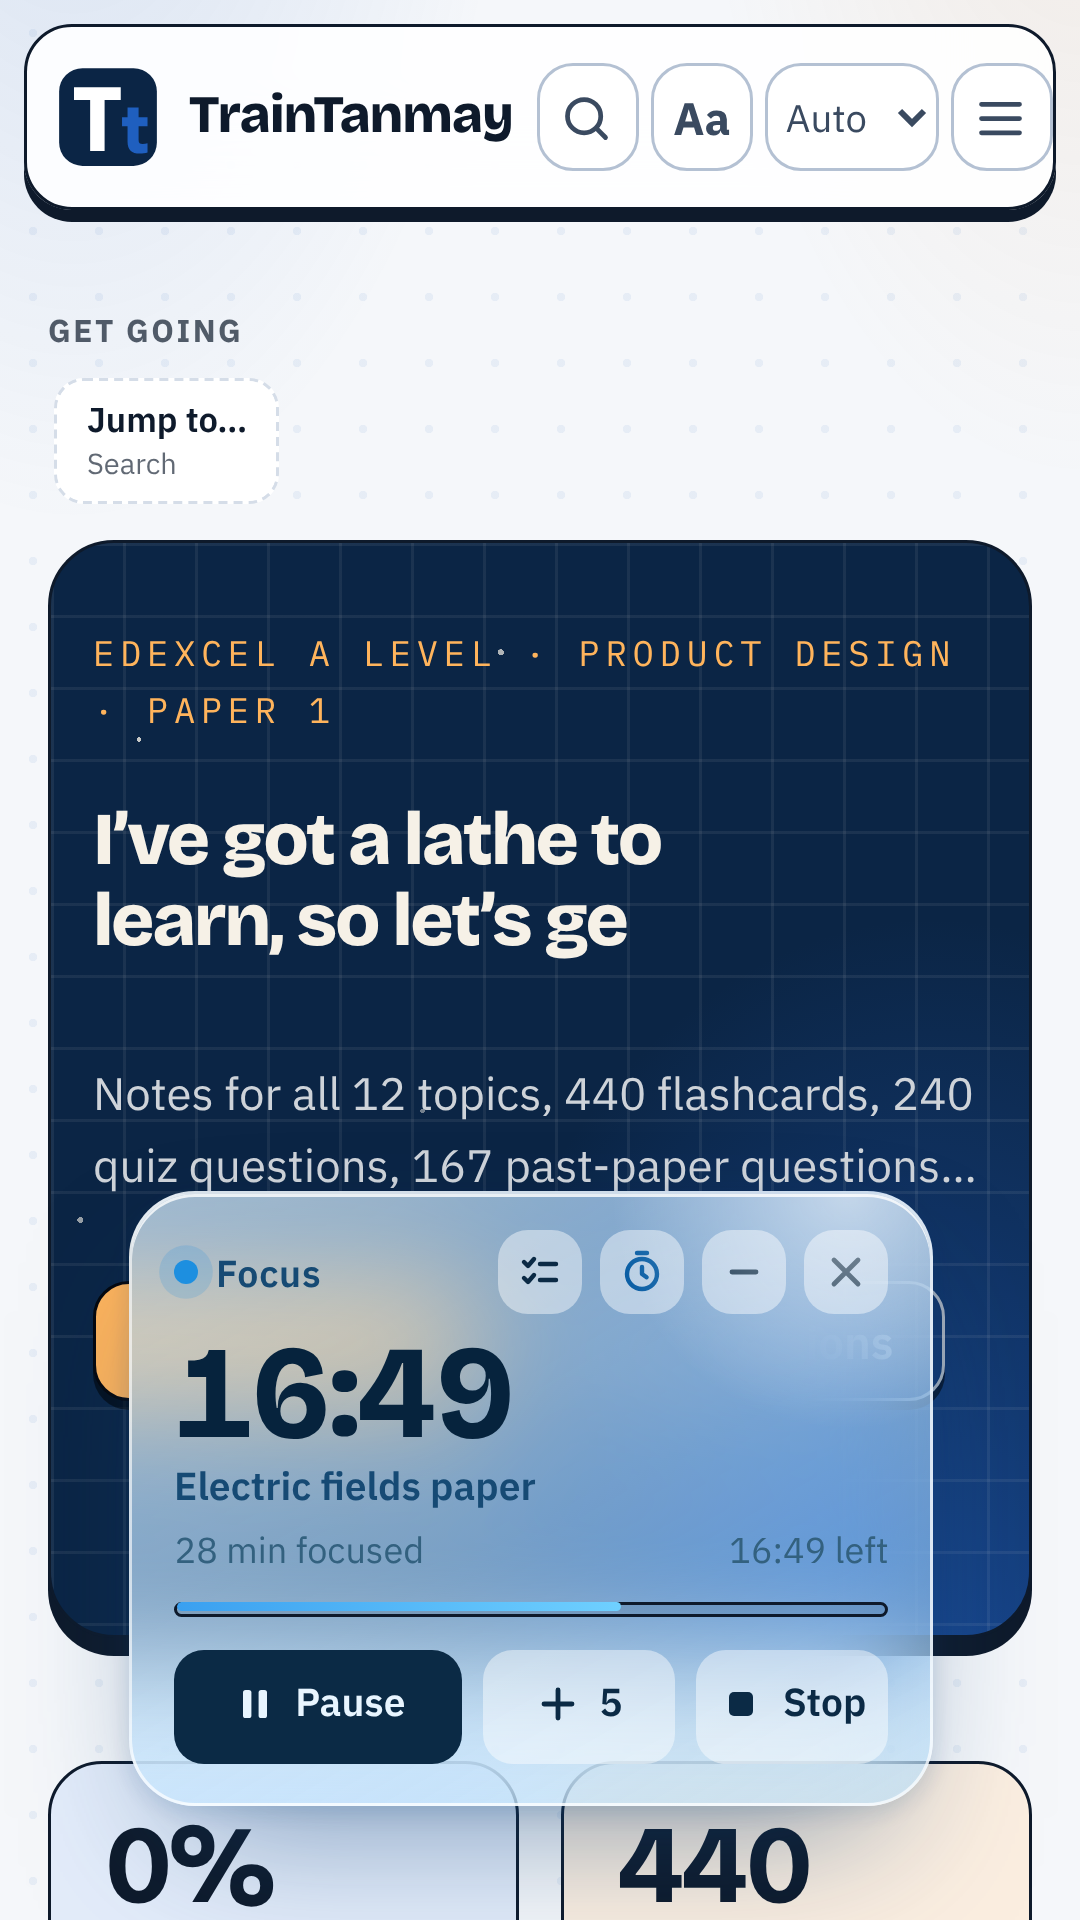 Tt TrainTanmay Aa Auto
GET GOING
Jump to...
Search
EDEXCEL A LEVEL · PRODUCT DESIGN
· PAPER 1
I’ve got a lathe to
learn, so let’s ge
Notes for all 12 topics, 440 flashcards, 240
quiz questions, 167 past-paper questions...
Focus
16:49
Electric fields paper
28 min focused 16:49 left
Pause + 5 Stop
0% 440